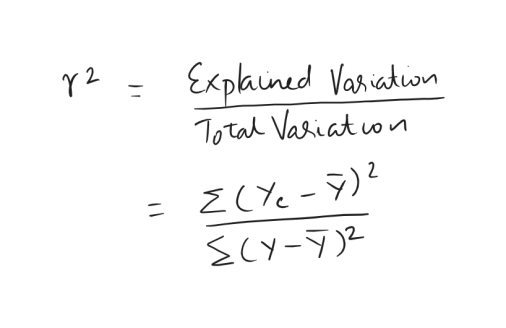 r² = Explained Variation
Total Variation
= Σ(Yc - Ȳ)²
Σ(Y-Ȳ)²